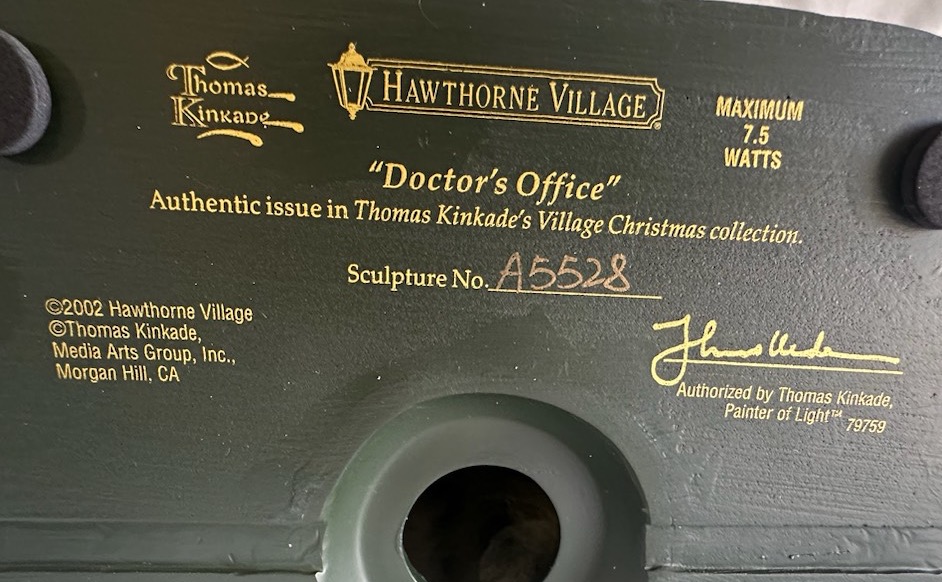 Thomas
Kinkade
HAWTHORNE VILLAGE®
MAXIMUM
7.5
WATTS
"Doctor's Office"
Authentic issue in Thomas Kinkade's Village Christmas collection.
Sculpture No. A5528
©2002 Hawthorne Village
©Thomas Kinkade,
Media Arts Group, Inc.,
Morgan Hill, CA
Authorized by Thomas Kinkade,
Painter of Light™ 79759